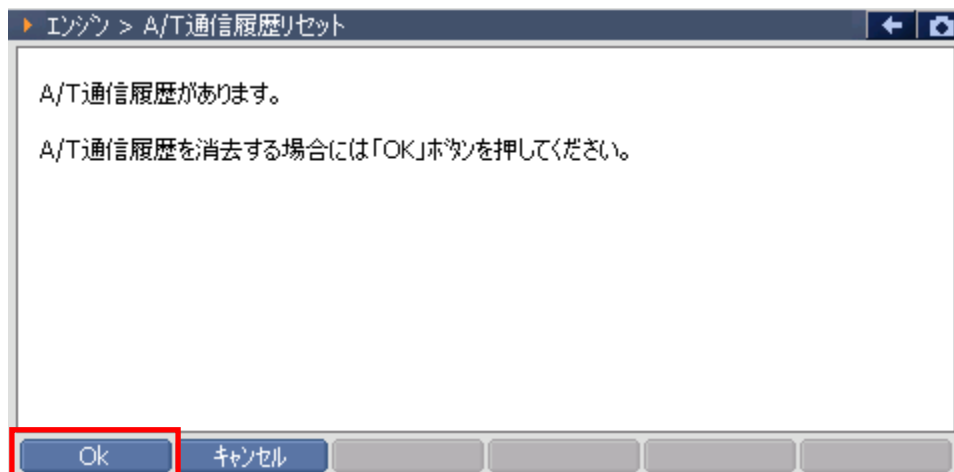 エンジン > A/T通信履歴リセット
A/T通信履歴があります。
A/T通信履歴を消去する場合には「OK」ボタンを押してください。
Ok
キャンセル